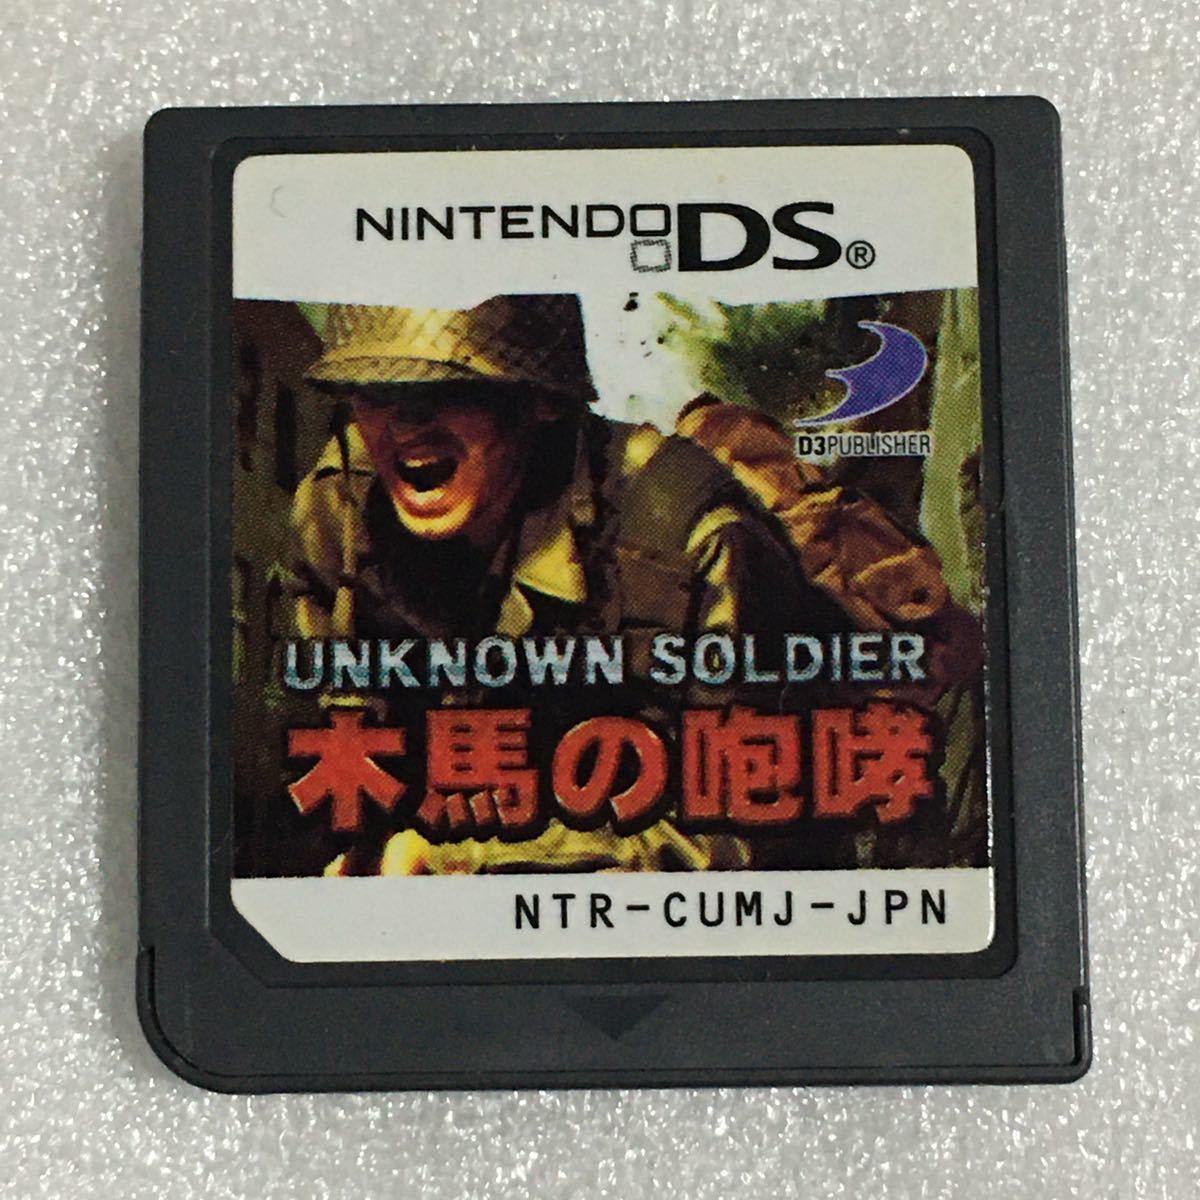 NINTENDO DS®
D3PUBLISHER
UNKNOWN SOLDIER
木馬の咆哮
NTR-CUMJ-JPN